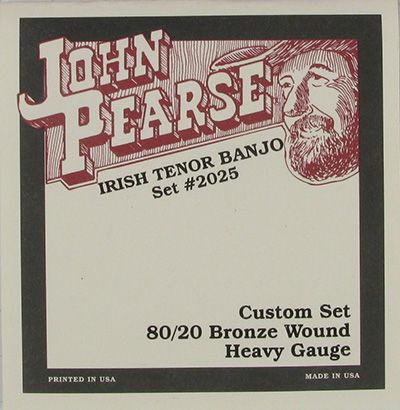 JOHN
PEARSE
IRISH TENOR BANJO
Set #2025
Custom Set
80/20 Bronze Wound
Heavy Gauge
PRINTED IN USA
MADE IN USA